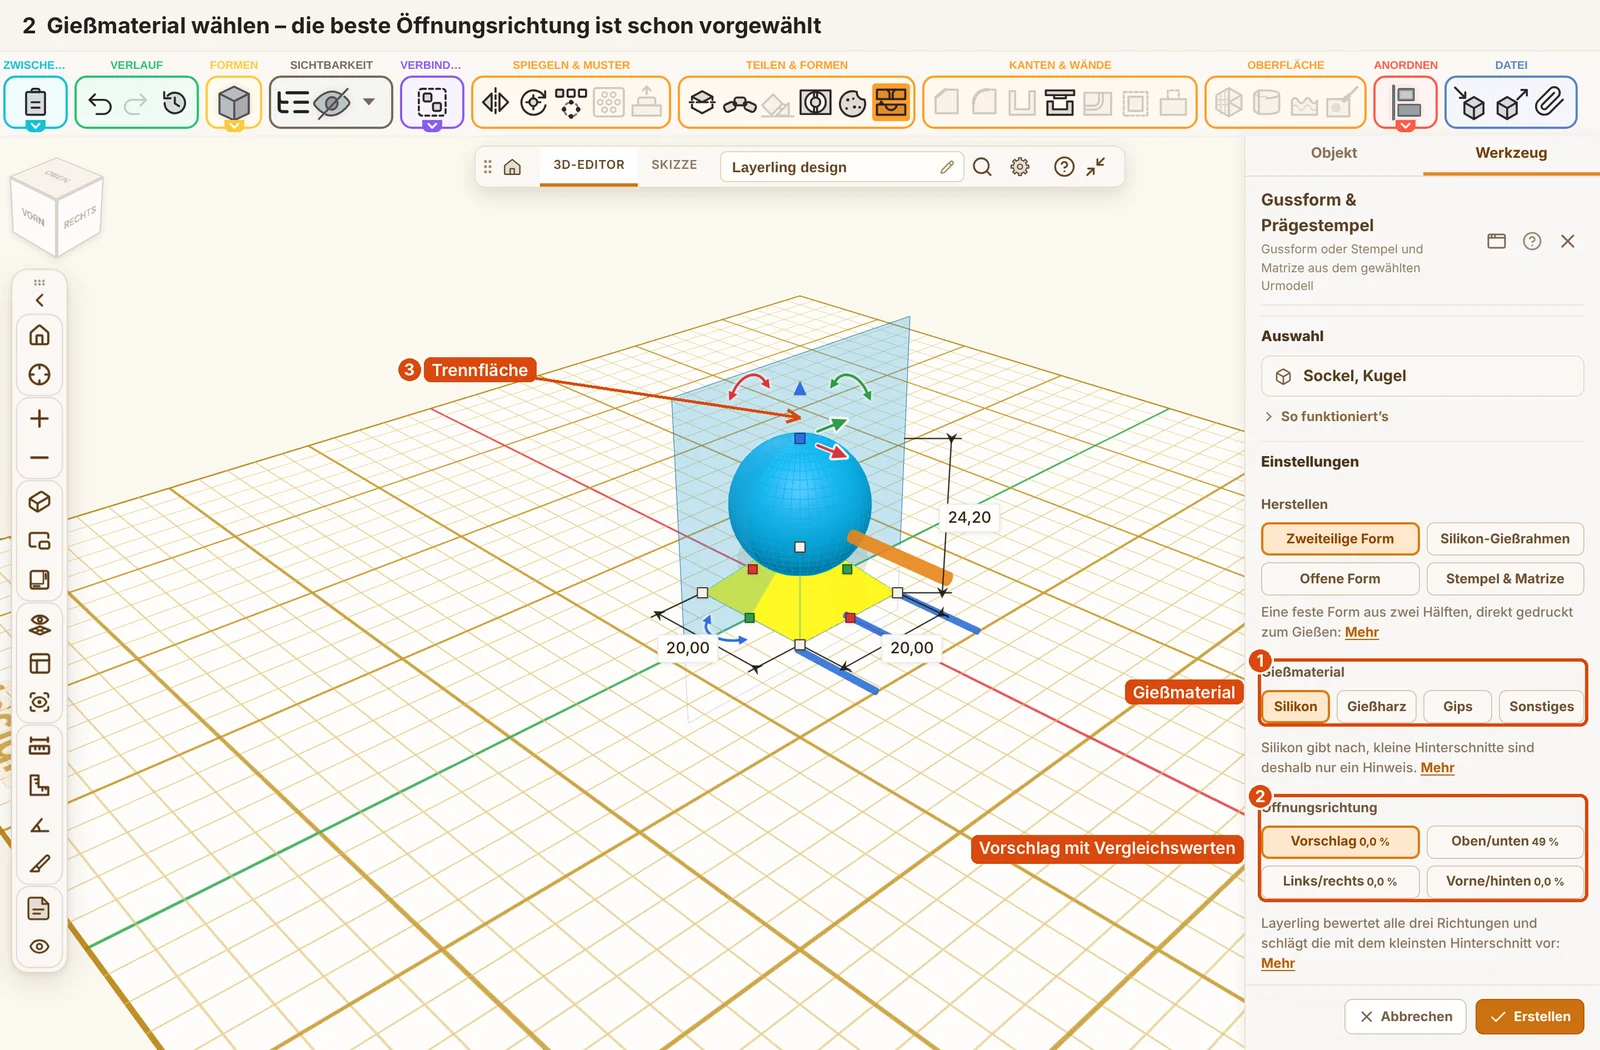 2 Gießmaterial wählen – die beste Öffnungsrichtung ist schon vorgewählt
ZWISCHE... VERLAUF FORMEN SICHTBARKEIT VERBIND... SPIEGELN & MUSTER TEILEN & FORMEN KANTEN & WÄNDE OBERFLÄCHE ANORDNEN DATEI
3D-EDITOR SKIZZE Layerling design
Objekt Werkzeug
OBEN
VORN RECHTS
Gussform &
Prägestempel
Gussform oder Stempel und
Matrize aus dem gewählten
Urmodell
Auswahl
Sockel, Kugel
So funktioniert's
Einstellungen
Herstellen
Zweiteilige Form Silikon-Gießrahmen
Offene Form Stempel & Matrize
Eine feste Form aus zwei Hälften, direkt gedruckt
zum Gießen: Mehr
1
Gießmaterial
Silikon Gießharz Gips Sonstiges
Silikon gibt nach, kleine Hinterschnitte sind
deshalb nur ein Hinweis. Mehr
2
Öffnungsrichtung
Vorschlag 0,0 % Oben/unten 49 %
Links/rechts 0,0 % Vorne/hinten 0,0 %
Layerling bewertet alle drei Richtungen und
schlägt die mit dem kleinsten Hinterschnitt vor:
Mehr
Abbrechen Erstellen
3 Trennfläche
24,20
20,00 20,00
Gießmaterial
Vorschlag mit Vergleichswerten